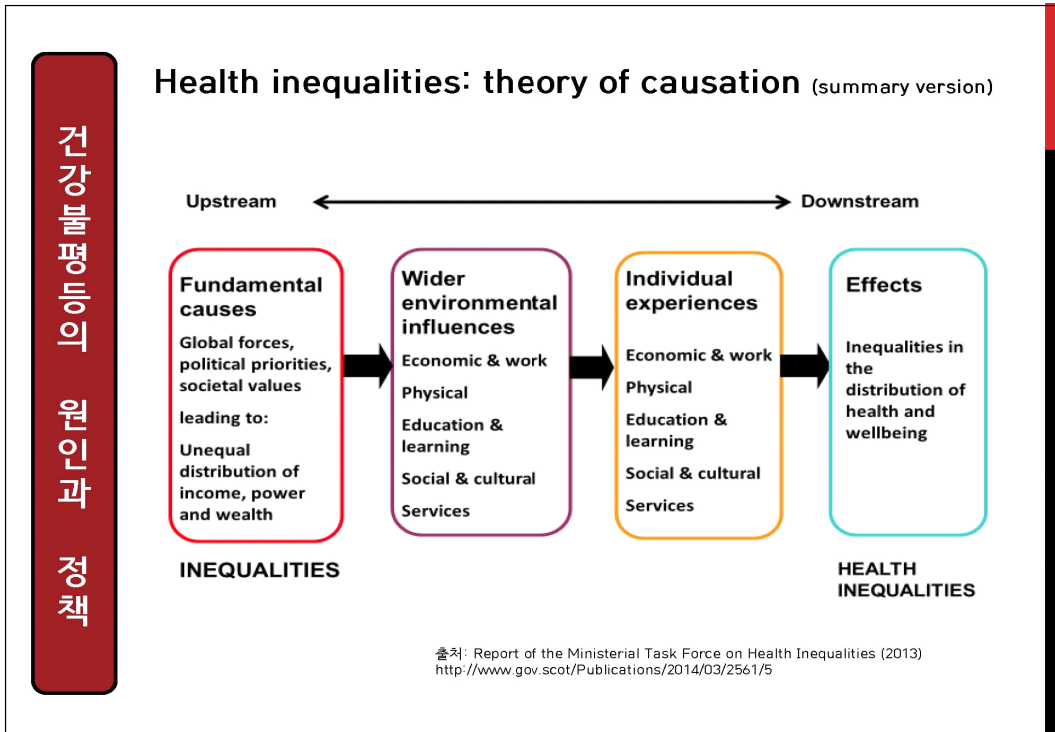 건강불평등의 원인과 정책
Health inequalities: theory of causation (summary version)
Upstream
Downstream
Fundamental
causes
Global forces,
political priorities,
societal values
leading to:
Unequal
distribution of
income, power
and wealth
INEQUALITIES
Wider
environmental
influences
Economic & work
Physical
Education &
learning
Social & cultural
Services
Individual
experiences
Economic & work
Physical
Education &
learning
Social & cultural
Services
Effects
Inequalities in
the
distribution of
health and
wellbeing
HEALTH
INEQUALITIES
출처: Report of the Ministerial Task Force on Health Inequalities (2013)
http://www.gov.scot/Publications/2014/03/2561/5